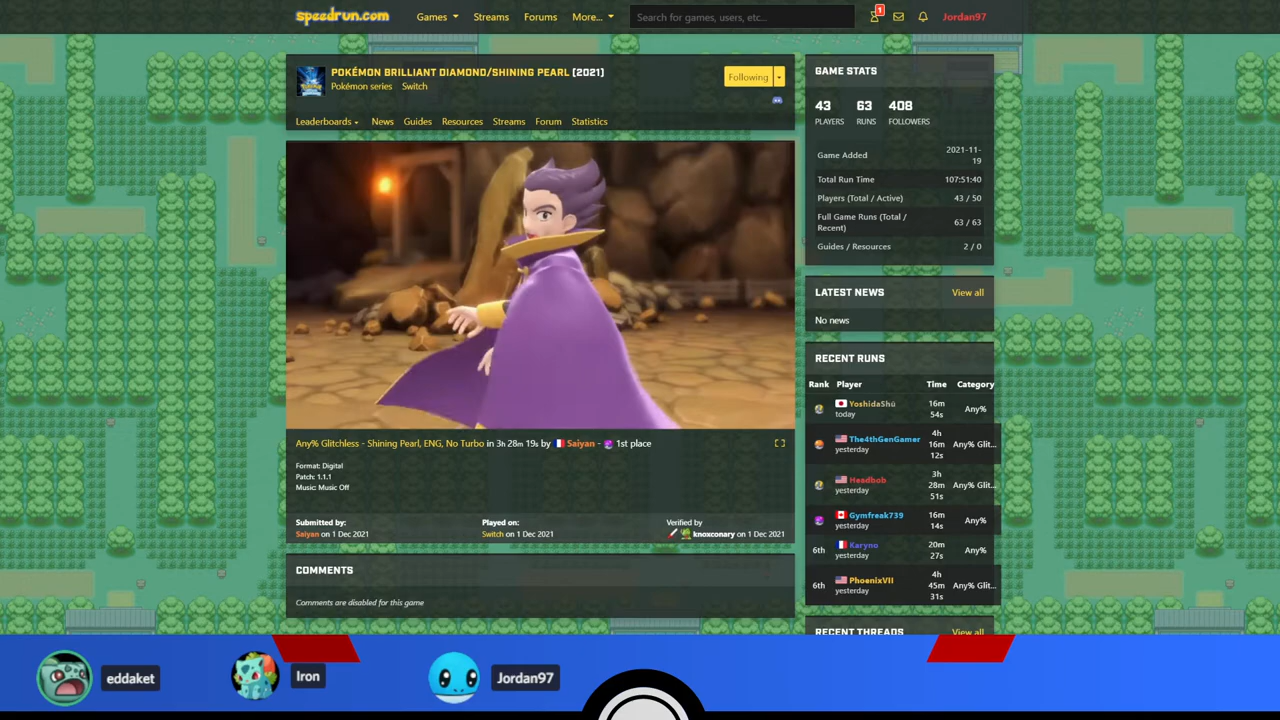 speedrun.com Games Streams Forums More... Search for games, users, etc... 1 Jordan97
POKÉMON BRILLIANT DIAMOND/SHINING PEARL (2021)
Pokémon series Switch
Following
Leaderboards News Guides Resources Streams Forum Statistics
Any% Glitchless - Shining Pearl, ENG, No Turbo in 3h 28m 19s by Saiyan - 1st place
Format: Digital
Patch: 1.1.1
Music: Music Off
Submitted by: Played on: Verified by
Saiyan on 1 Dec 2021 Switch on 1 Dec 2021 knoxconary on 1 Dec 2021
COMMENTS
Comments are disabled for this game
GAME STATS
43 63 408
PLAYERS RUNS FOLLOWERS
Game Added 2021-11-
19
Total Run Time 107:51:40
Players (Total / Active) 43 / 50
Full Game Runs (Total /
Recent) 63 / 63
Guides / Resources 2 / 0
LATEST NEWS View all
No news
RECENT RUNS
Rank Player Time Category
YoshidaShū 16m
today 54s Any%
The4thGenGamer 4h
yesterday 16m Any% Glit...
12s
Headbob 3h
yesterday 28m Any% Glit...
51s
Gymfreak739 16m
yesterday 14s Any%
6th Karyno 20m
yesterday 27s Any%
6th PhoenixVII 4h
yesterday 45m Any% Glit...
31s
RECENT THREADS View all
eddaket Iron Jordan97